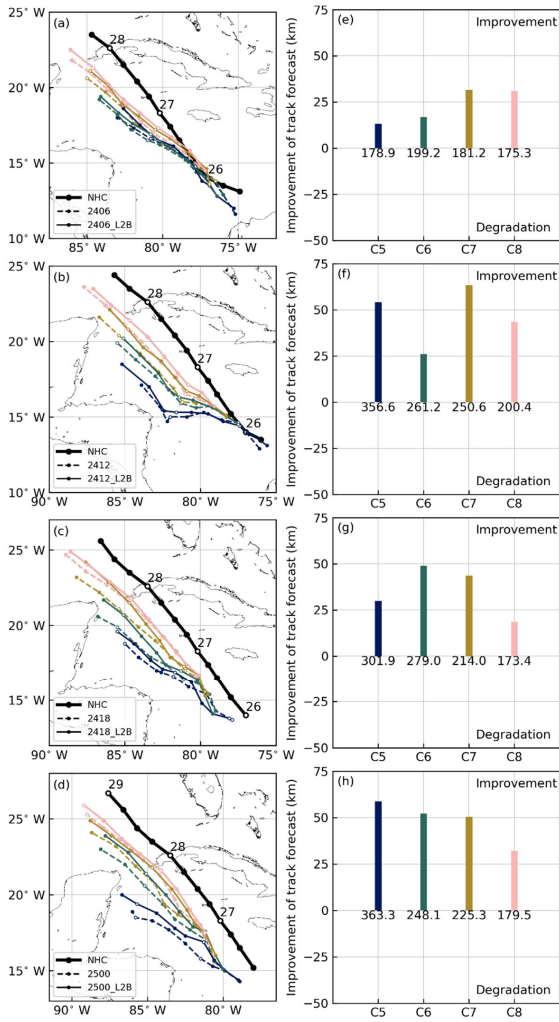 (a)
28
27
26
NHC
2406
2406_L2B
25° W
20° W
15° W
10° W
85° W 80° W 75° W
(e)
Improvement
Degradation
Improvement of track forecast (km)
75
50
25
0
−25
−50
178.9 199.2 181.2 175.3
C5 C6 C7 C8
(b)
28
27
26
NHC
2412
2412_L2B
25° W
20° W
15° W
10° W
90° W 85° W 80° W 75° W
(f)
Improvement
Degradation
Improvement of track forecast (km)
75
50
25
0
−25
−50
356.6 261.2 250.6 200.4
C5 C6 C7 C8
(c)
28
27
26
NHC
2418
2418_L2B
25° W
20° W
15° W
10° W
90° W 85° W 80° W 75° W
(g)
Improvement
Degradation
Improvement of track forecast (km)
75
50
25
0
−25
−50
301.9 279.0 214.0 173.4
C5 C6 C7 C8
(d)
29
28
27
NHC
2500
2500_L2B
25° W
20° W
15° W
90° W 85° W 80° W
(h)
Improvement
Degradation
Improvement of track forecast (km)
75
50
25
0
−25
−50
363.3 248.1 225.3 179.5
C5 C6 C7 C8